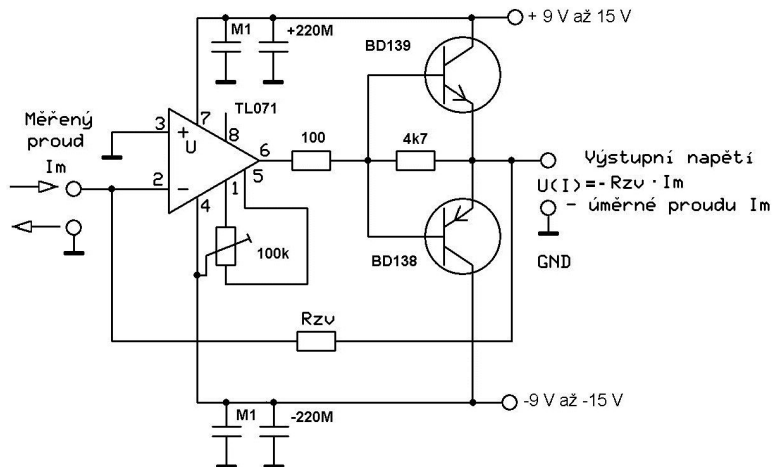 + 9 V až 15 V
M1
+220M
BD139
TL071
Měřený
proud
Im
3
7
8
+
U
6
2
-
1
5
4
100
4k7
Výstupní napětí
U(I)=-Rzv · Im
- úměrné proudu Im
100k
BD138
GND
Rzv
-9 V až -15 V
M1
-220M